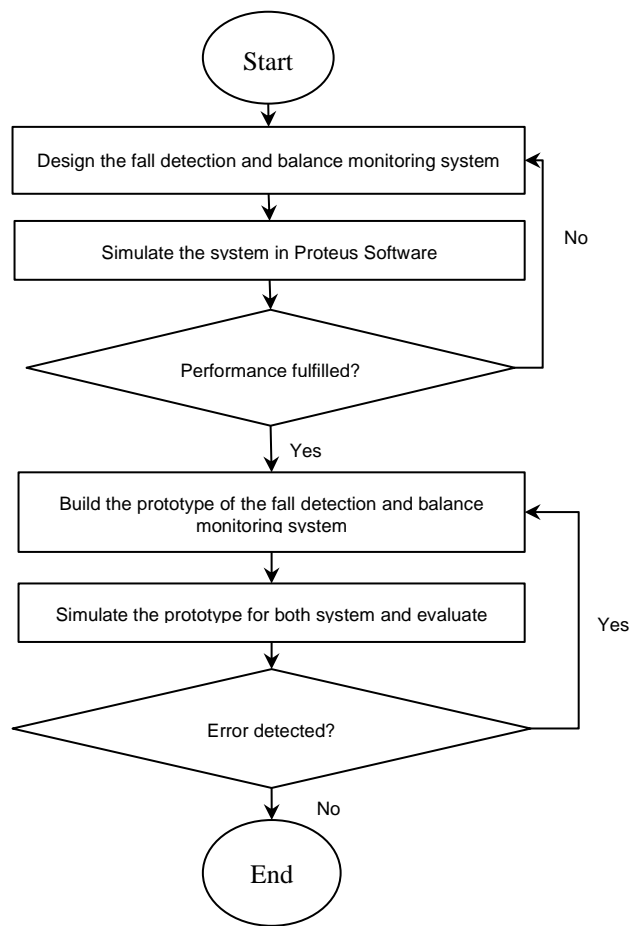 Start
Design the fall detection and balance monitoring system
No
Simulate the system in Proteus Software
Performance fulfilled?
Yes
Build the prototype of the fall detection and balance
monitoring system
Simulate the prototype for both system and evaluate
Yes
Error detected?
No
End